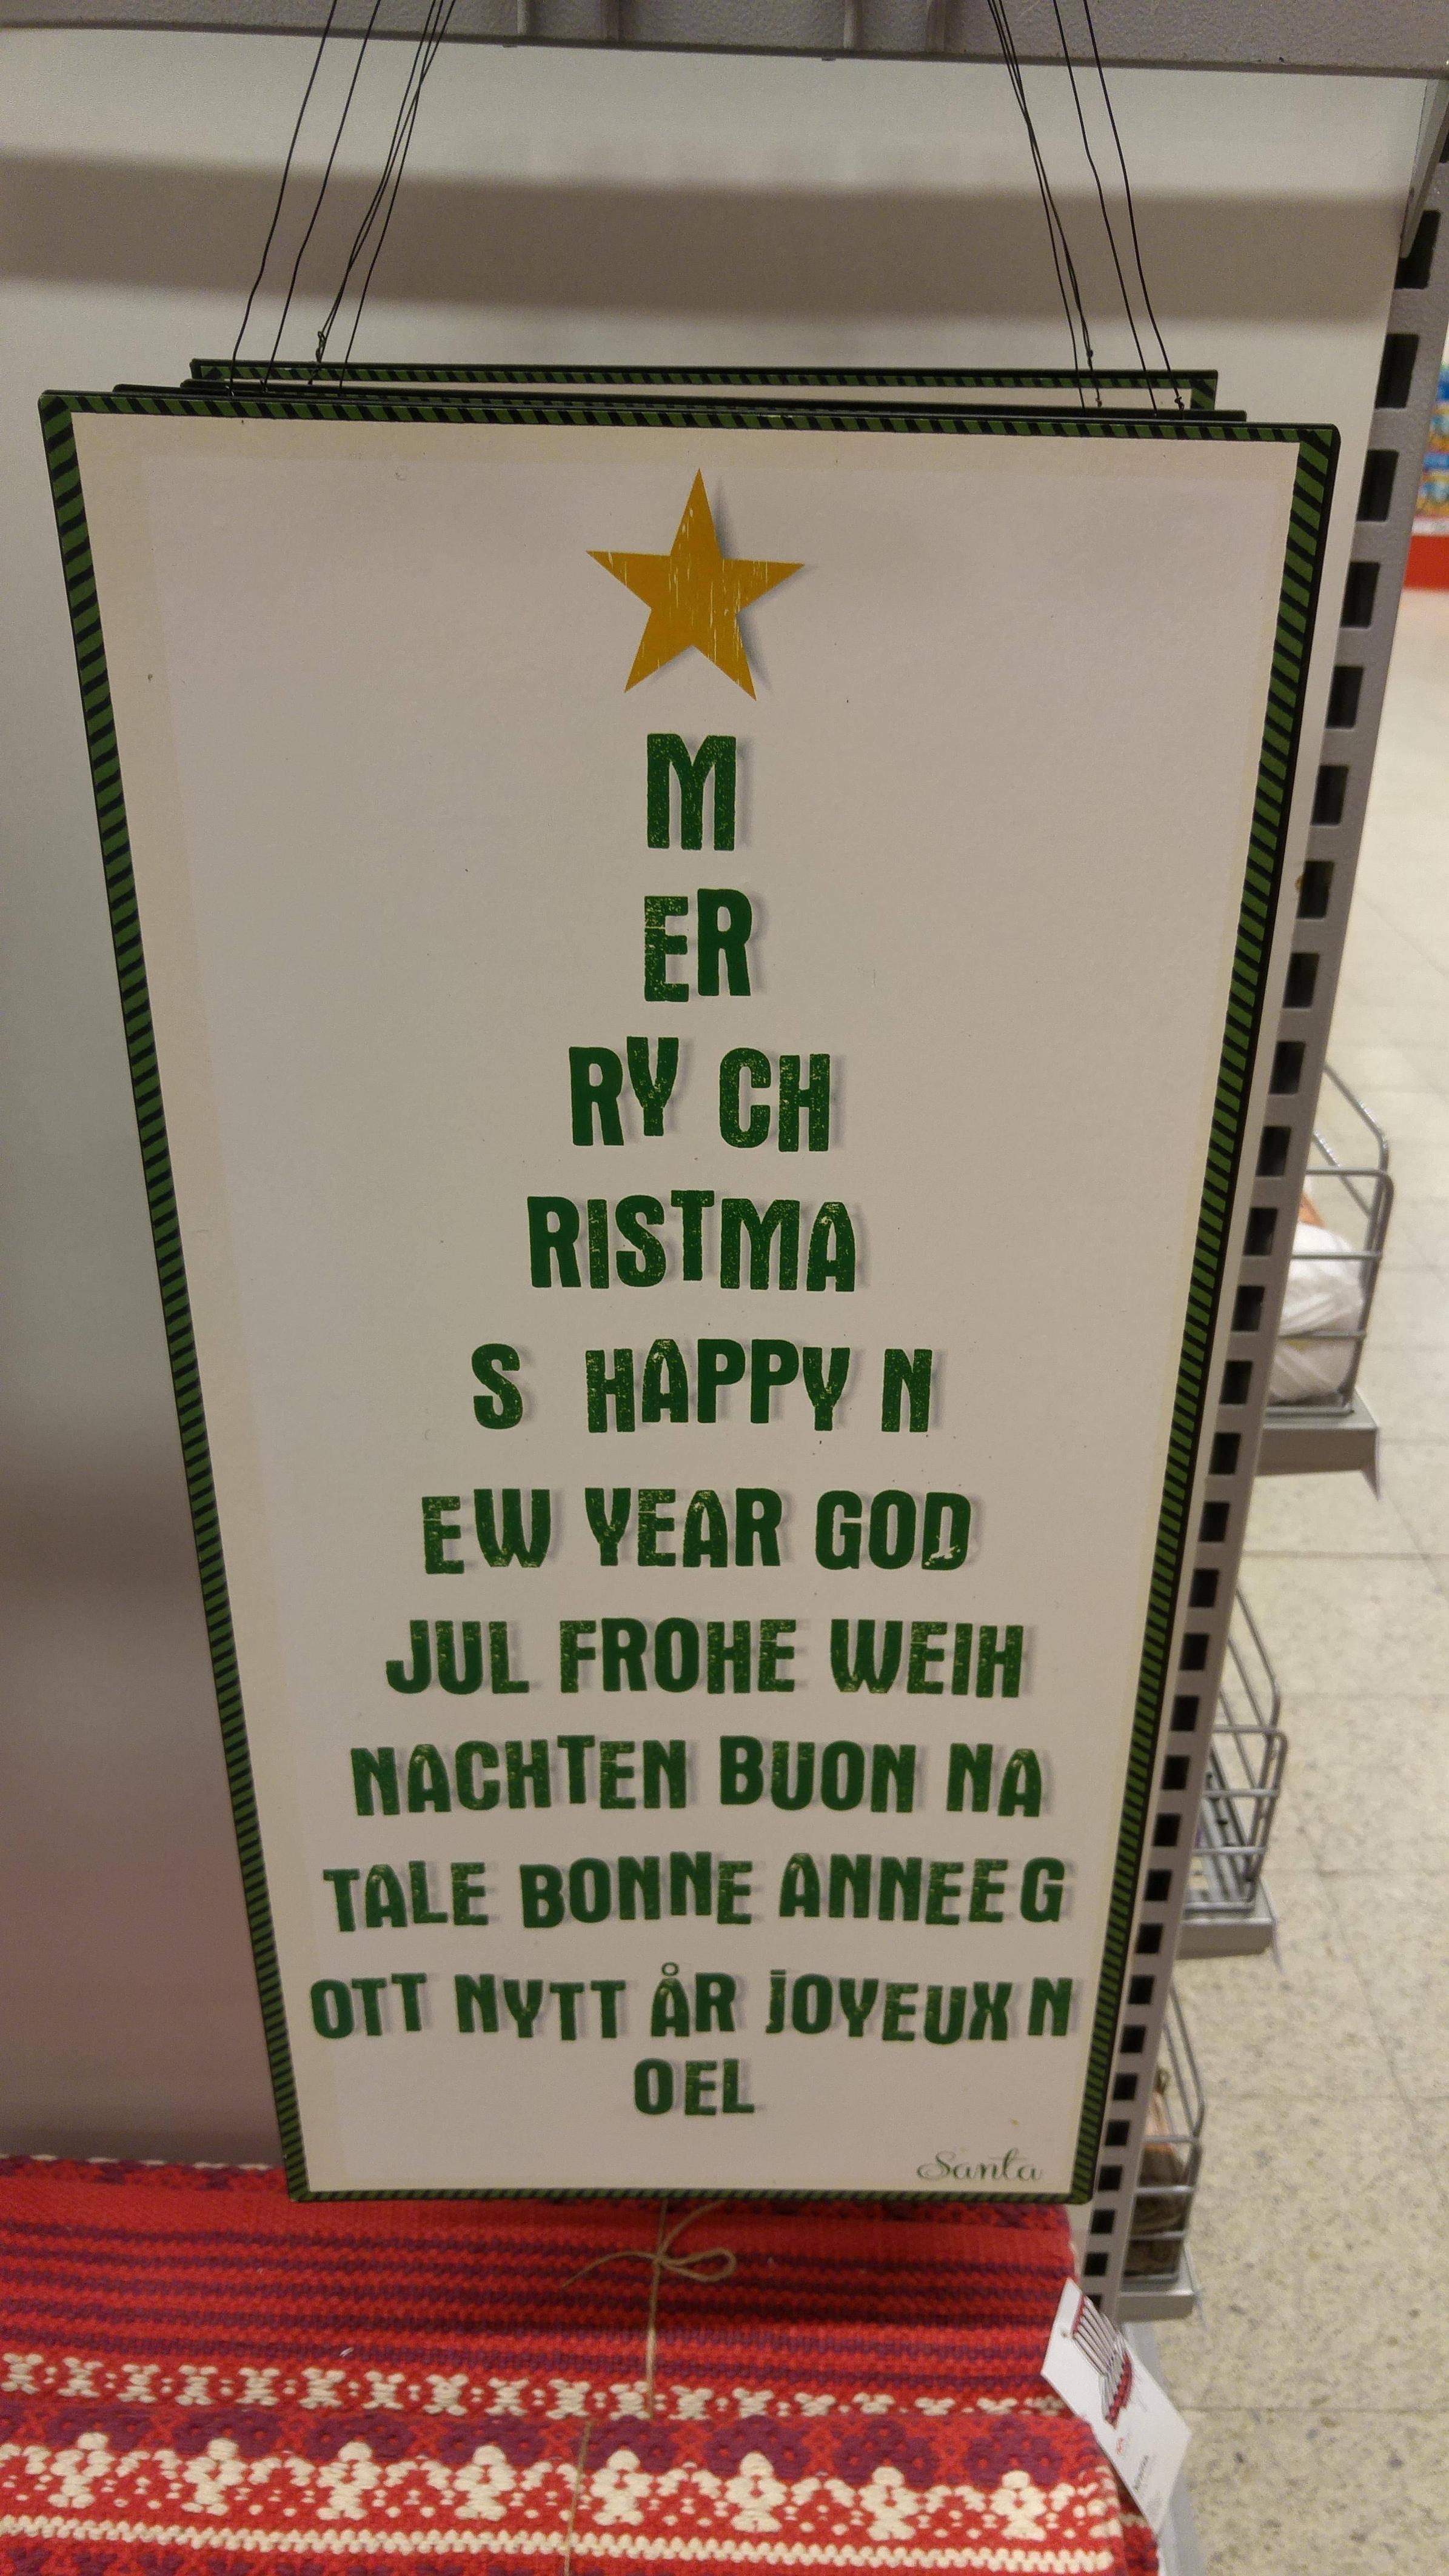 M
ER
RY CH
RISTMA
S HAPPY N
EW YEAR GOD
JUL FROHE WEIH
NACHTEN BUON NA
TALE BONNE ANNEE G
OTT NYTT ÅR JOYEUX N
OEL
Santa